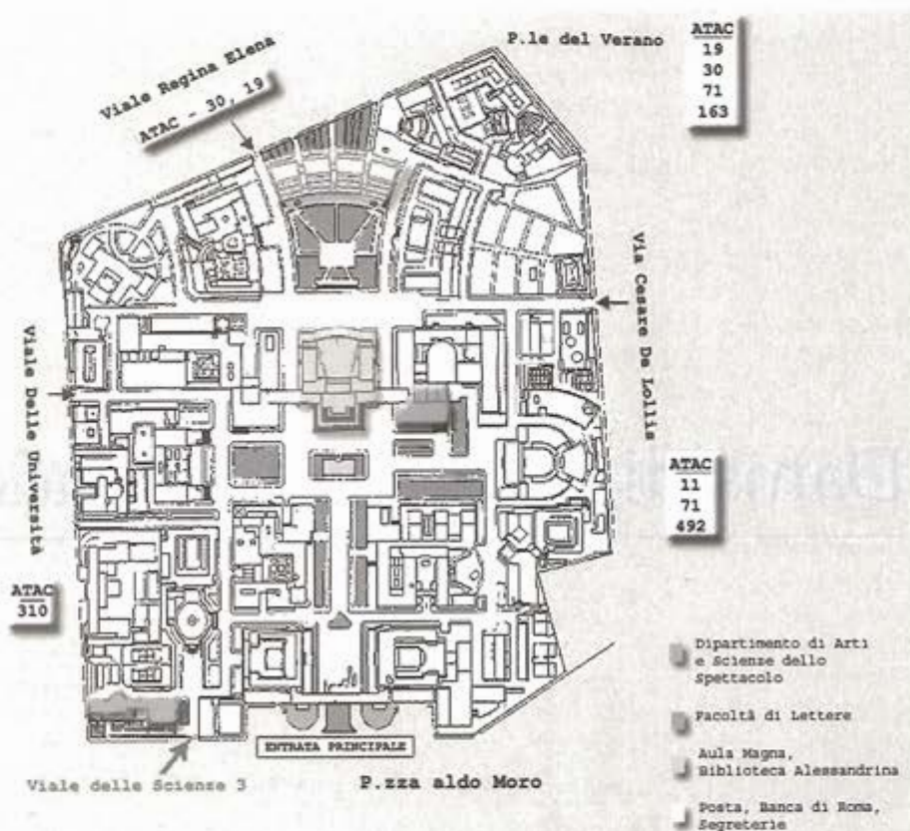 P.le del Verano
ATAC
19
30
71
163
Viale Regina Elena
ATAC - 30, 19
Via Cesare De Lollis
Viale Delle Università
ATAC
11
71
492
ATAC
310
Dipartimento di Arti
e Scienze dello
Spettacolo
Facoltà di Lettere
Aula Magna,
Biblioteca Alessandrina
Posta, Banca di Roma,
Segreterie
ENTRATA PRINCIPALE
Viale delle Scienze 3
P.zza aldo Moro